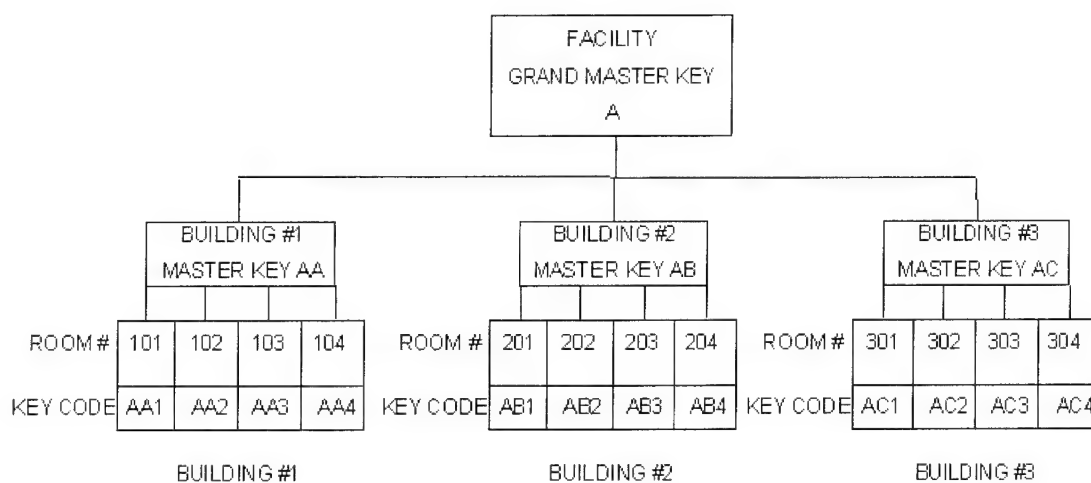 FACILITY
GRAND MASTER KEY
A
BUILDING #1
MASTER KEY AA
BUILDING #2
MASTER KEY AB
BUILDING #3
MASTER KEY AC
ROOM # 101 102 103 104
ROOM # 201 202 203 204
ROOM # 301 302 303 304
KEY CODE AA1 AA2 AA3 AA4
KEY CODE AB1 AB2 AB3 AB4
KEY CODE AC1 AC2 AC3 AC4
BUILDING #1
BUILDING #2
BUILDING #3